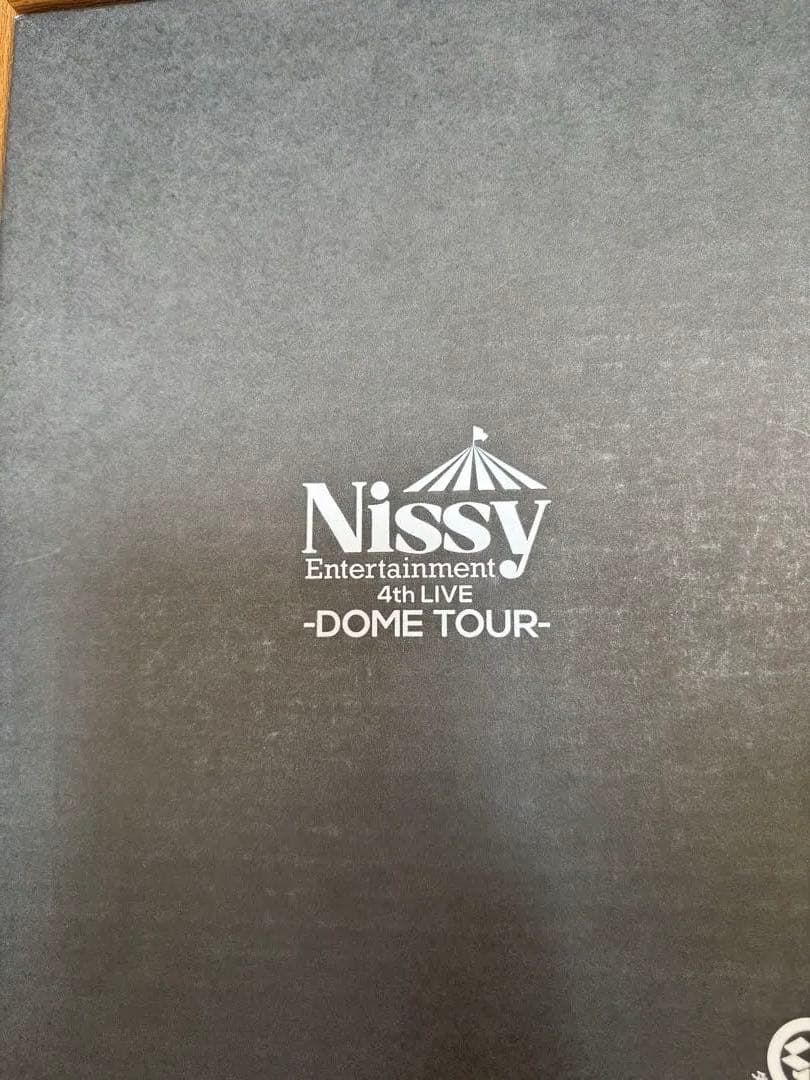 Nissy
Entertainment
4th LIVE
-DOME TOUR-